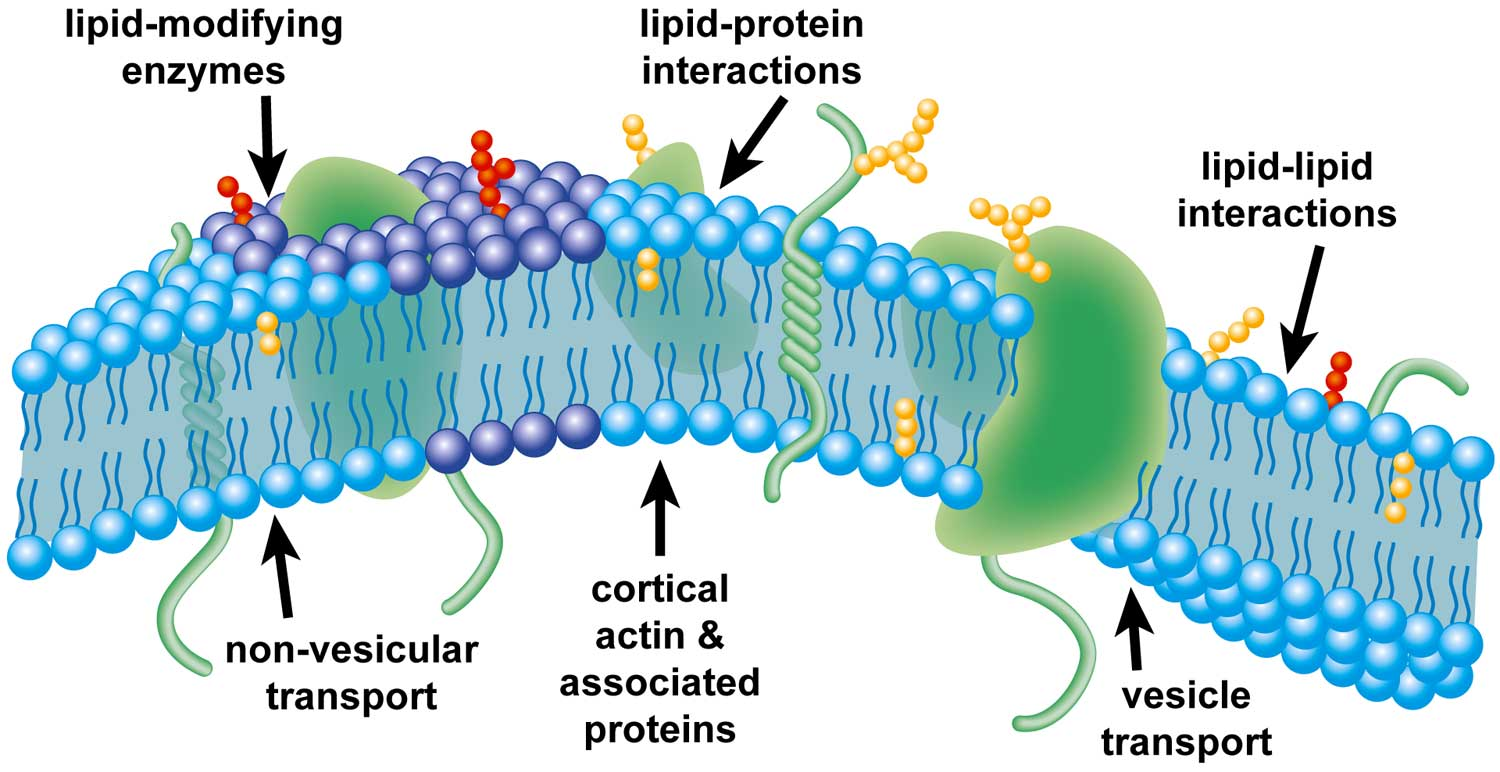 lipid-modifying
enzymes
lipid-protein
interactions
lipid-lipid
interactions
non-vesicular
transport
cortical
actin &
associated
proteins
vesicle
transport